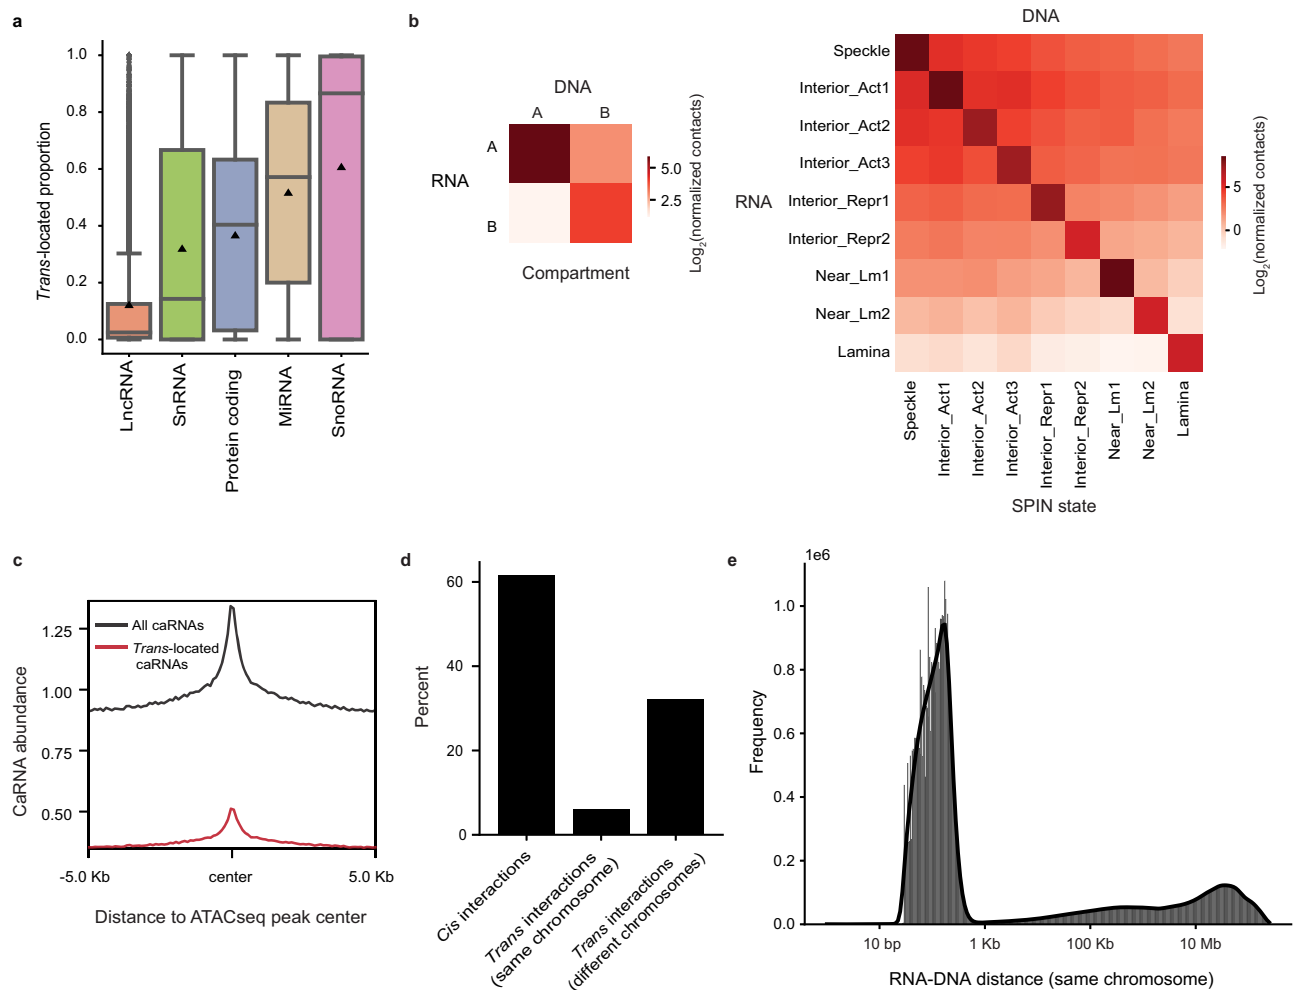 a
Trans-located proportion
1.0
0.8
0.6
0.4
0.2
0.0
LncRNA
SnRNA
Protein coding
MiRNA
SnoRNA
b
DNA
A B
RNA
A
B
Compartment
5.0
2.5
Log2(normalized contacts)
DNA
RNA
Speckle
Interior_Act1
Interior_Act2
Interior_Act3
Interior_Repr1
Interior_Repr2
Near_Lm1
Near_Lm2
Lamina
Speckle
Interior_Act1
Interior_Act2
Interior_Act3
Interior_Repr1
Interior_Repr2
Near_Lm1
Near_Lm2
Lamina
SPIN state
5
0
Log2(normalized contacts)
c
CaRNA abundance
1.25
1.00
0.75
0.50
All caRNAs
Trans-located
caRNAs
-5.0 Kb
center
5.0 Kb
Distance to ATACseq peak center
d
Percent
60
40
20
0
Cis interactions
Trans interactions
(same chromosome)
Trans interactions
(different chromosomes)
e
1e6
Frequency
1.0
0.8
0.6
0.4
0.2
0.0
10 bp
1 Kb
100 Kb
10 Mb
RNA-DNA distance (same chromosome)